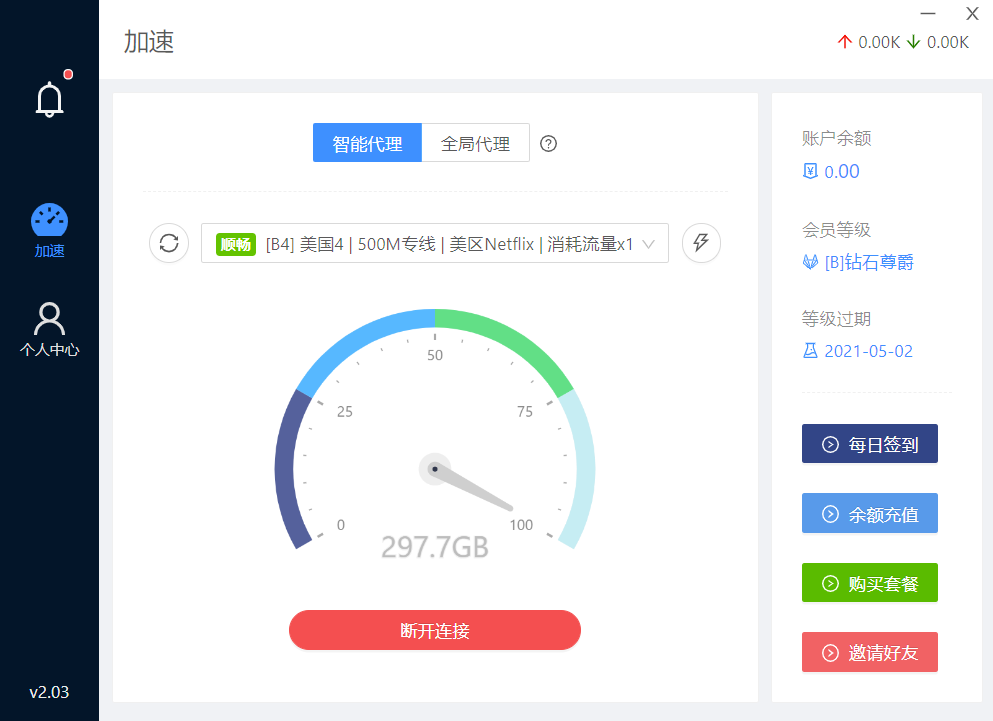 加速
0.00K 0.00K
加速
个人中心
v2.03
智能代理 全局代理
顺畅 [B4] 美国4 | 500M专线 | 美区Netflix | 消耗流量x1
50
25
75
0
100
297.7GB
断开连接
账户余额
0.00
会员等级
[B]钻石尊爵
等级过期
2021-05-02
每日签到
余额充值
购买套餐
邀请好友